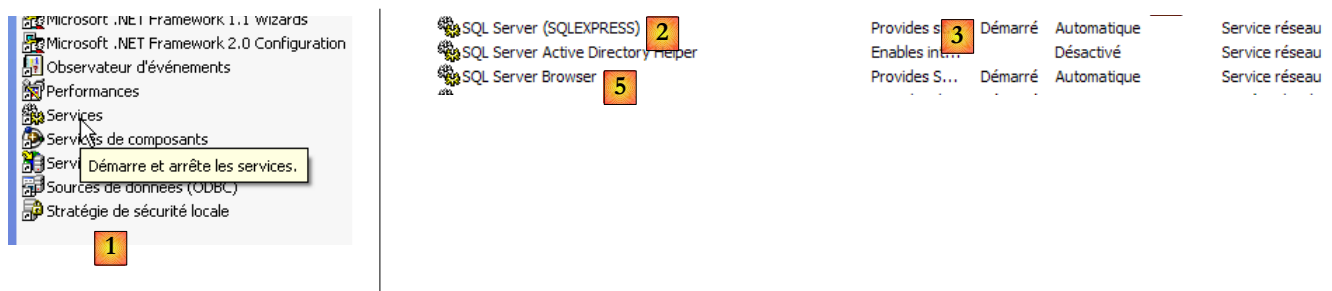 Microsoft .NET Framework 1.1 Wizards
Microsoft .NET Framework 2.0 Configuration
Observateur d'événements
Performances
Services
Services de composants
Servi
Démarre et arrête les services.
Sources de données (ODBC)
Stratégie de sécurité locale
1
SQL Server (SQLEXPRESS) 2 Provides s... 3 Démarré Automatique Service réseau
SQL Server Active Directory Helper Enables int... Désactivé Service réseau
SQL Server Browser 5 Provides S... Démarré Automatique Service réseau